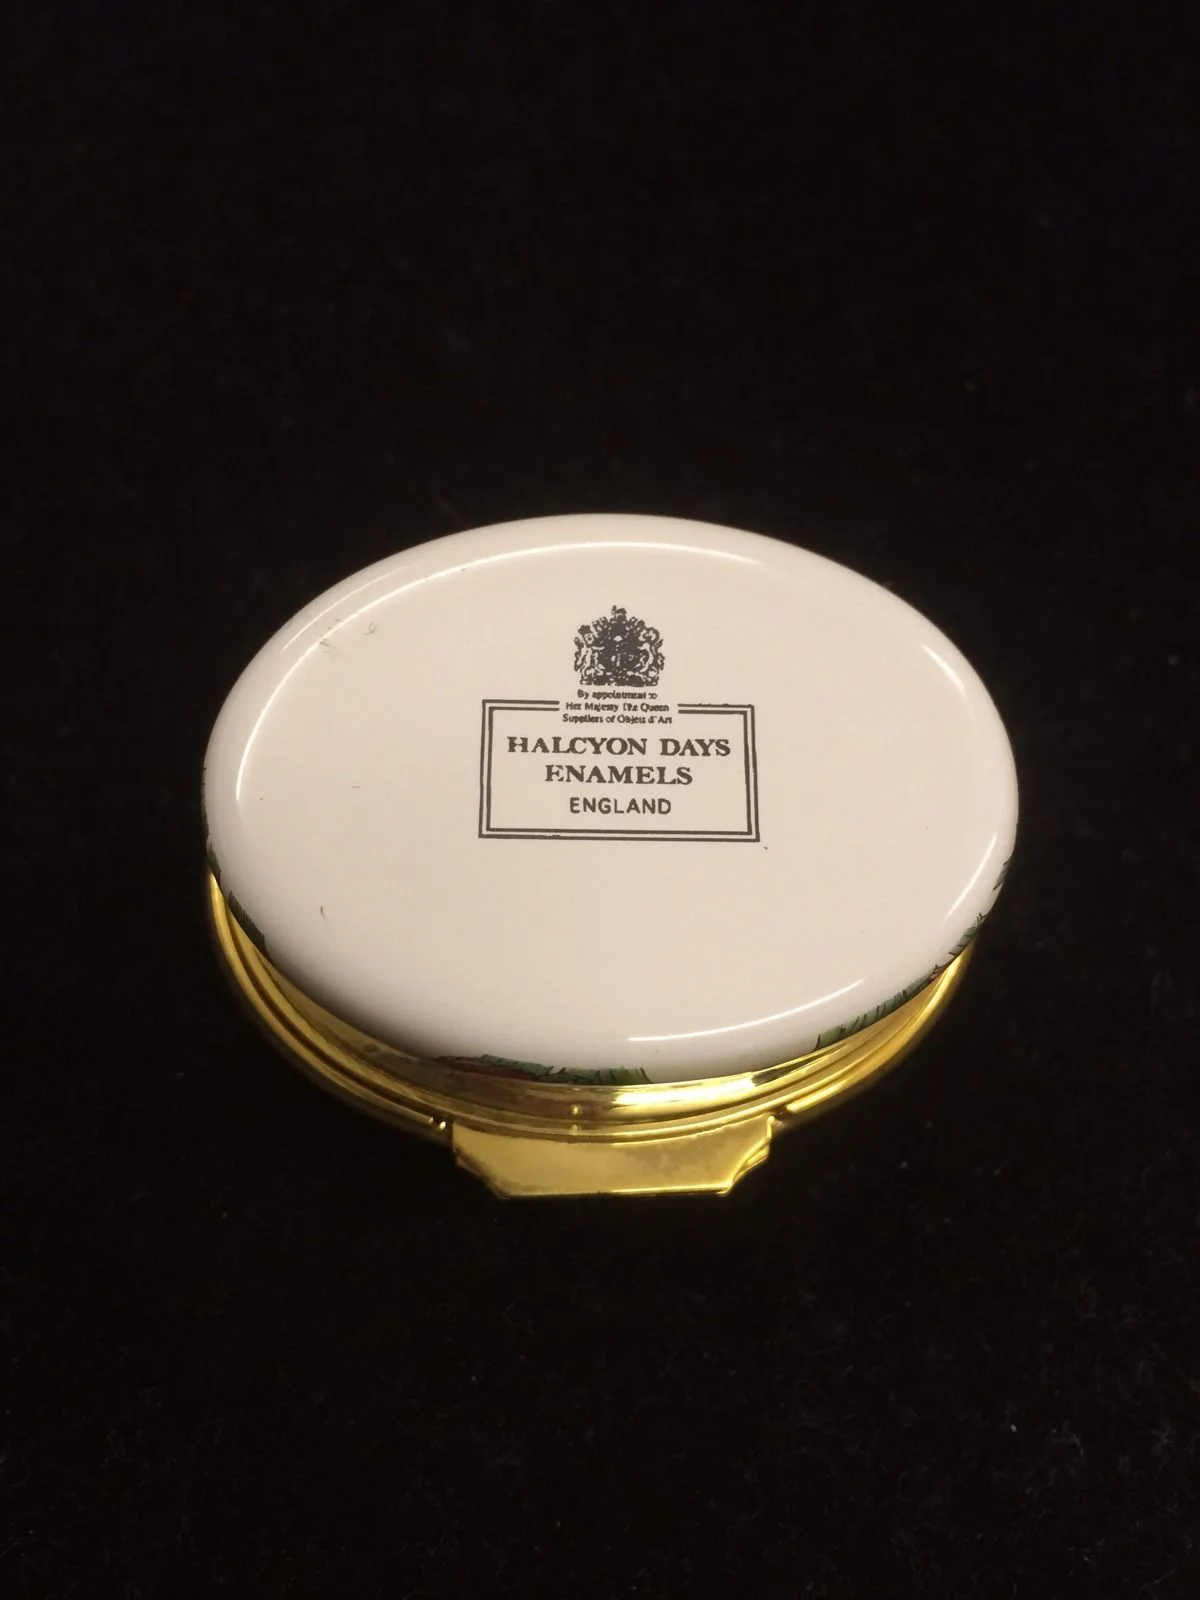 By appointment to
Her Majesty The Queen
Suppliers of Objets d'Art
HALCYON DAYS
ENAMELS
ENGLAND